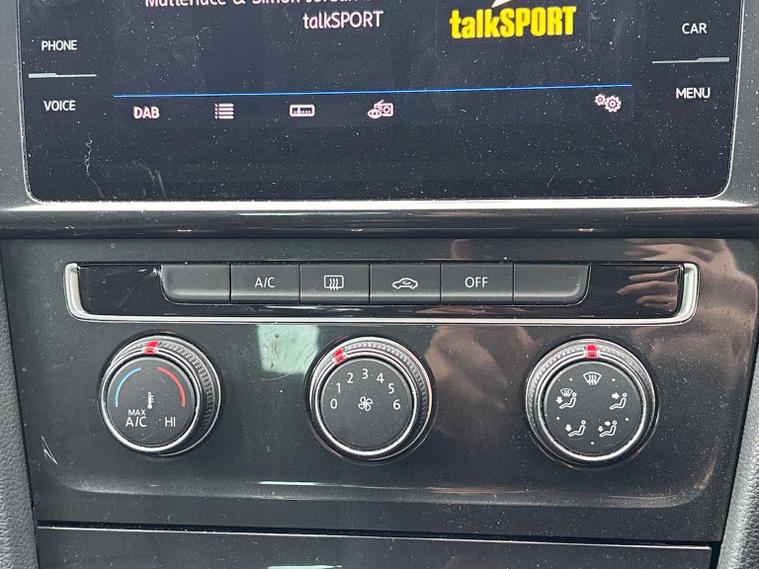 talkSPORT
talkSPORT
PHONE
CAR
VOICE
MENU
DAB
A/C
OFF
MAX
A/C
HI
0 1 2 3 4 5 6